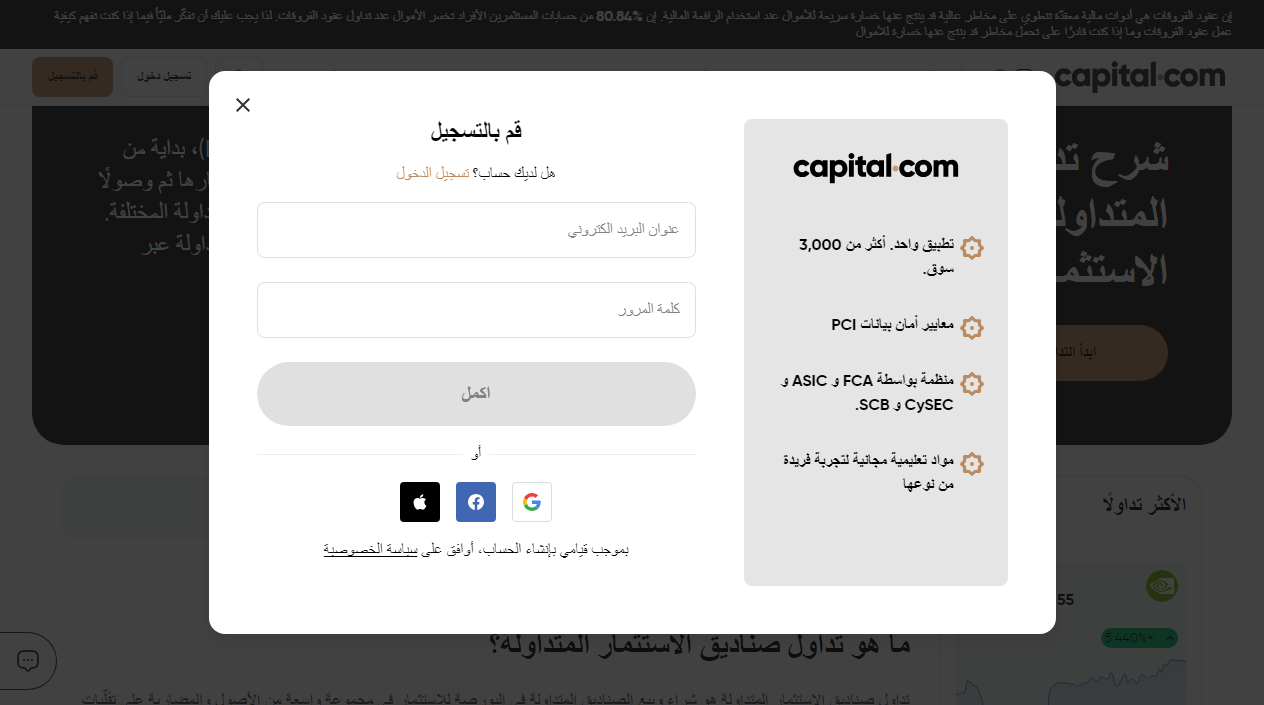 إن عقود الفروقات هي أدوات مالية معقدّة تنطوي على مخاطر عالية قد ينتج عنها خسارة سريعة للأموال عند استخدام الرافعة المالية. إن %80.84 من حسابات المستثمرين الأفراد تخسر الأموال عند تداول عقود الفروقات. لذا يجب عليك أن تفكّر ملياً فيما إذا كنت تفهم كيفية
عمل عقود الفروقات وما إذا كنت قادرًا على تحمل مخاطر قد ينتج عنها خسارة للأموال
capital.com
تسجيل دخول
قم بالتسجيل
شرح تد
المتداول
الاستثم
ابدأ التدا
)، بداية من
ارها ثم وصولًا
داولة المختلفة.
داولة عبر
capital.com
تطبيق واحد. أكثر من 3,000
سوق.
معايير أمان بيانات PCI
منظمة بواسطة FCA و ASIC و
CySEC و SCB.
مواد تعليمية مجانية لتجربة فريدة
من نوعها
قم بالتسجيل
هل لديك حساب؟ تسجيل الدخول
عنوان البريد الكتروني
كلمة المرور
اكمل
أو
بموجب قيامي بإنشاء الحساب، أوافق على سياسة الخصوصية
الأكثر تداولًا
55
5.440%+
ما هو تداول صناديق الاستثمار المتداولة؟
تداول صناديق الاستثمار المتداولة هو شراء وبيع الصناديق المتداولة في البورصة للاستثمار في مجموعة واسعة من الأصول والمضاربة على تقلّبات